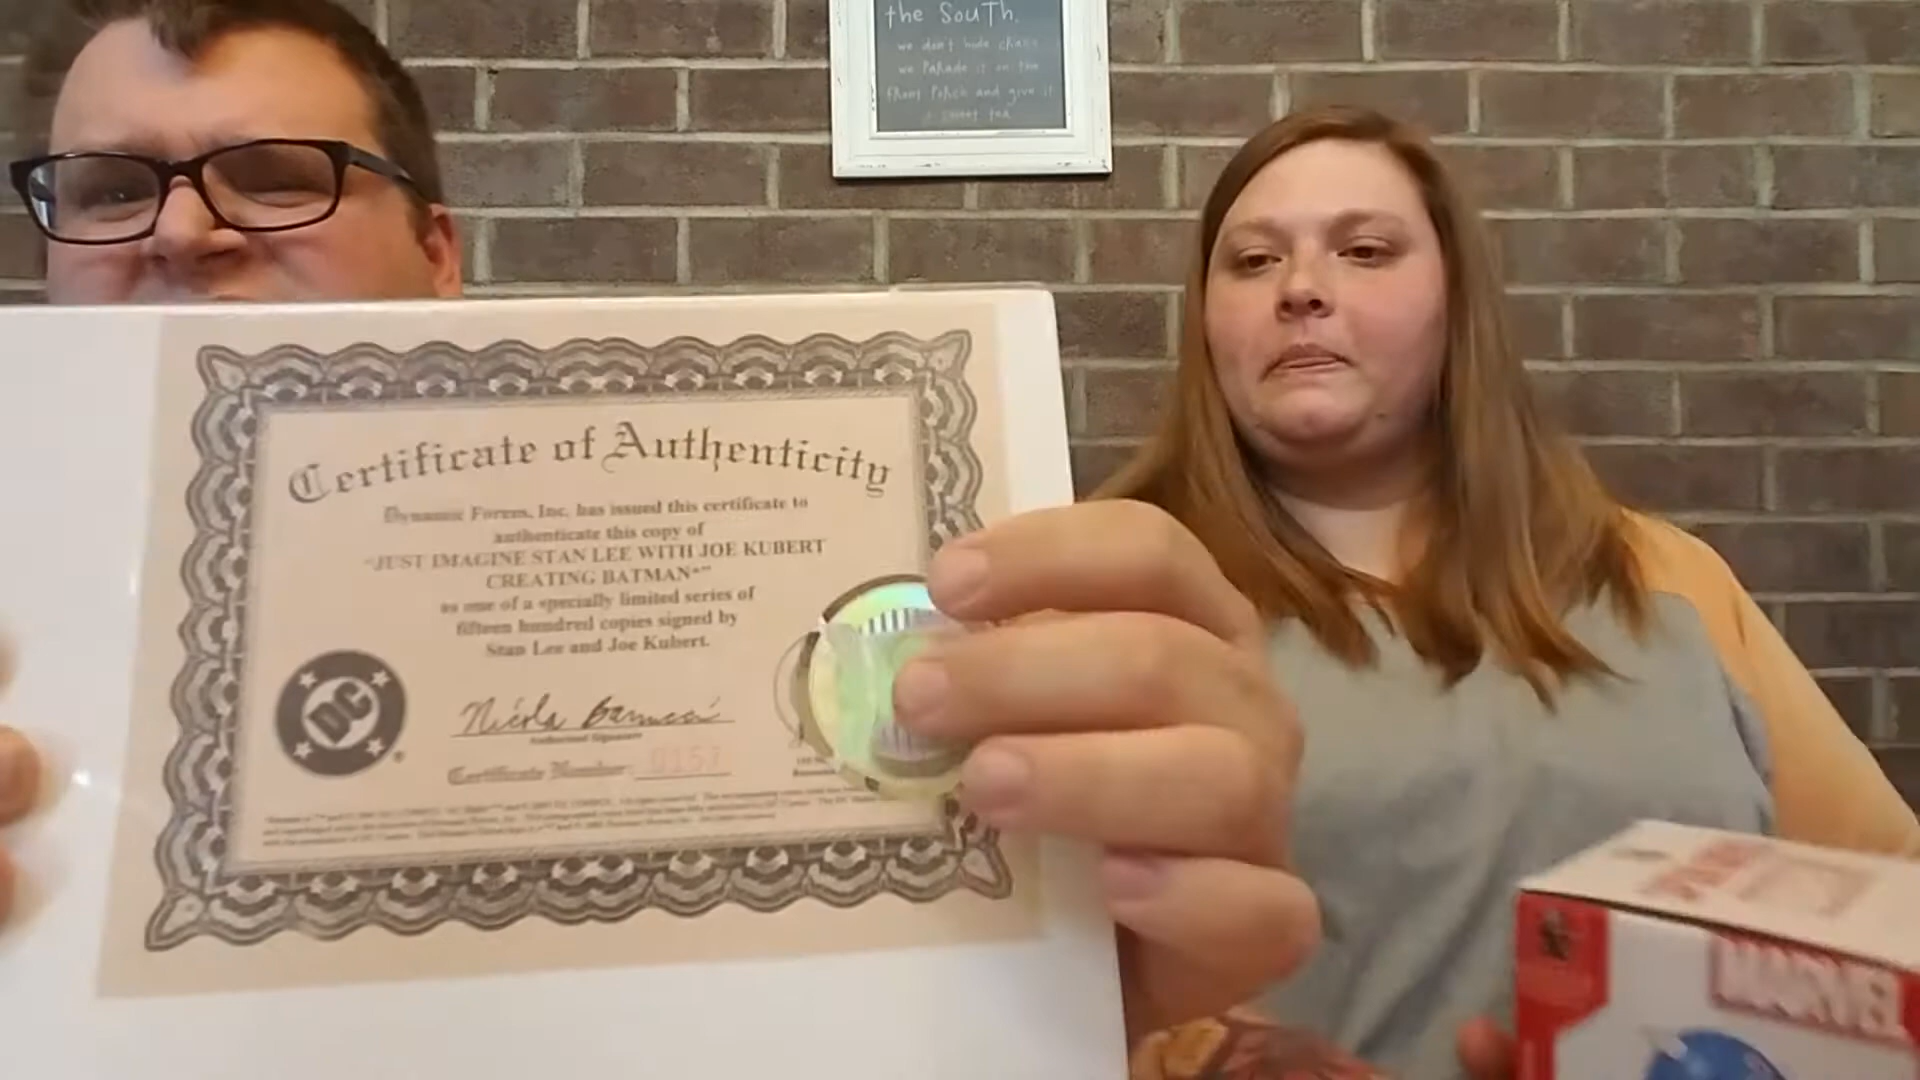 the SouTh.
we don't hide crazy
we Parade it on the
front Porch and give it
a sweet tea
Certificate of Authenticity
Dynamic Forces, Inc. has issued this certificate to
authenticate this copy of
"JUST IMAGINE STAN LEE WITH JOE KUBERT
CREATING BATMAN*"
as one of a specially limited series of
fifteen hundred copies signed by
Stan Lee and Joe Kubert.
DC
Nicola Barrucci
Authorized Signature
Certificate Number: 0157
MARVEL